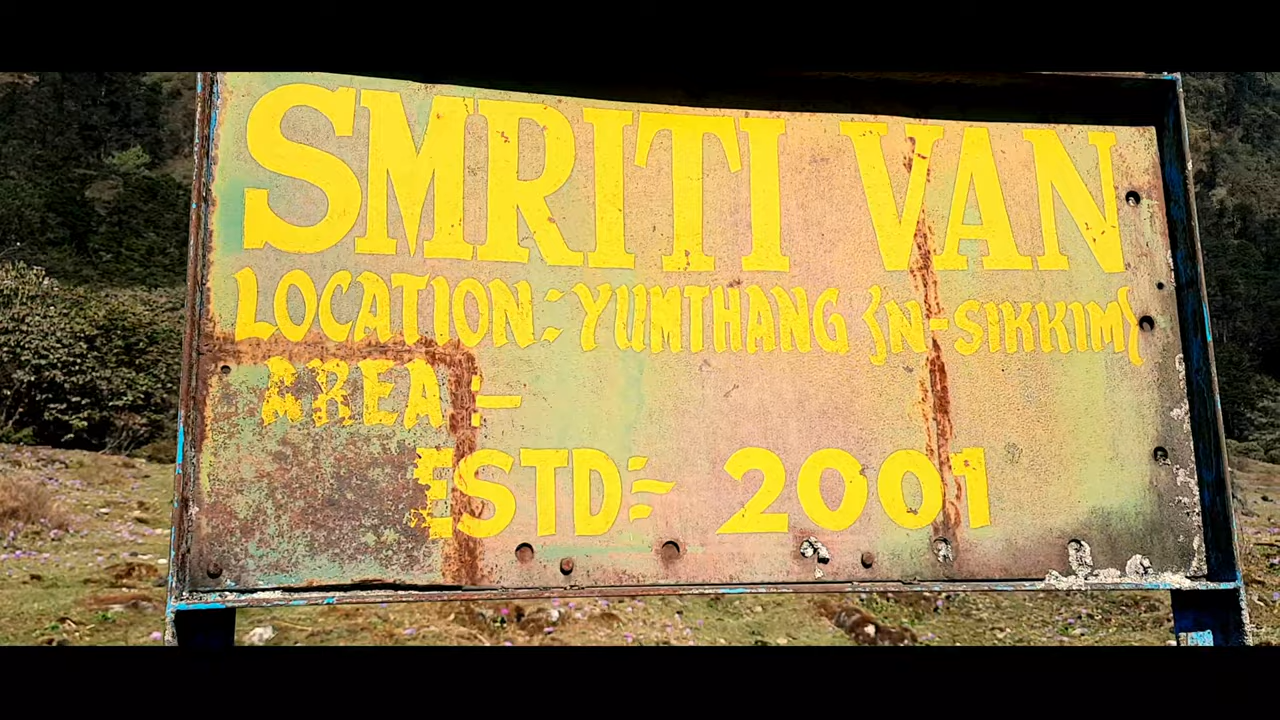 SMRITI VAN
LOCATION:- YUMTHANG {N-SIKKIM}
AREA :-
ESTD:- 2001